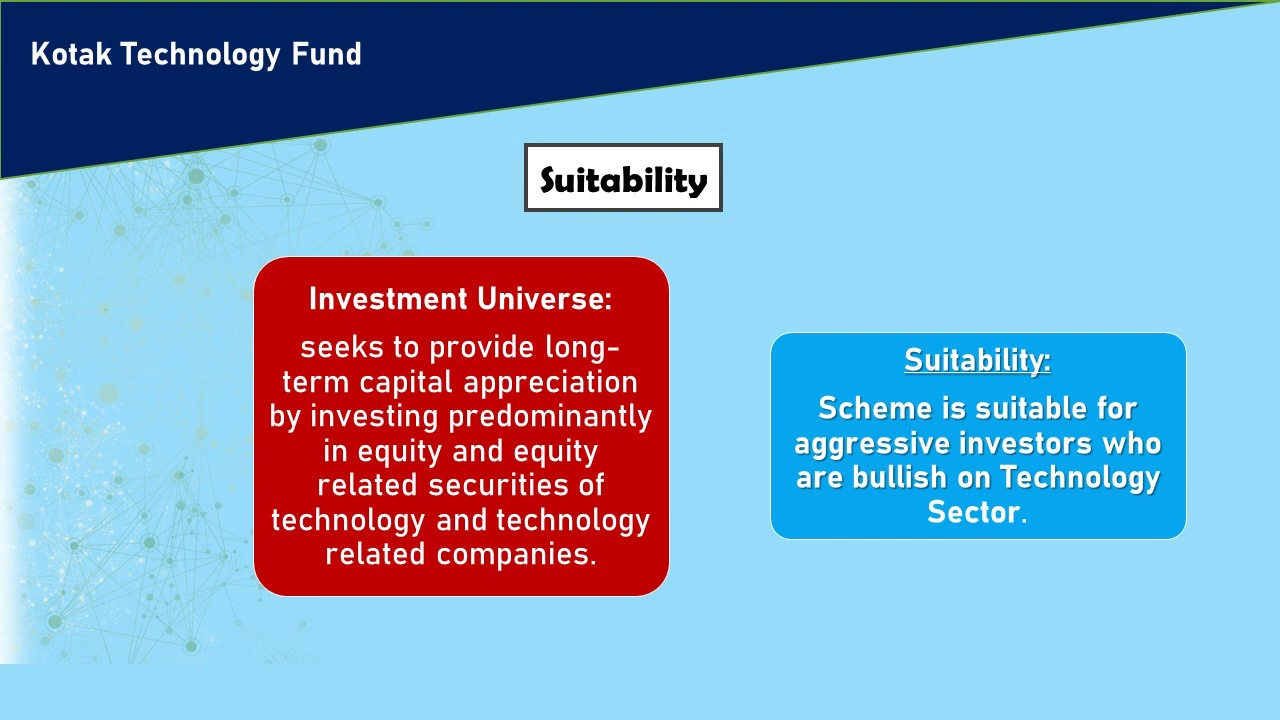 Kotak Technology Fund
Suitability
Investment Universe:
seeks to provide long-
term capital appreciation
by investing predominantly
in equity and equity
related securities of
technology and technology
related companies.
Suitability:
Scheme is suitable for
aggressive investors who
are bullish on Technology
Sector.